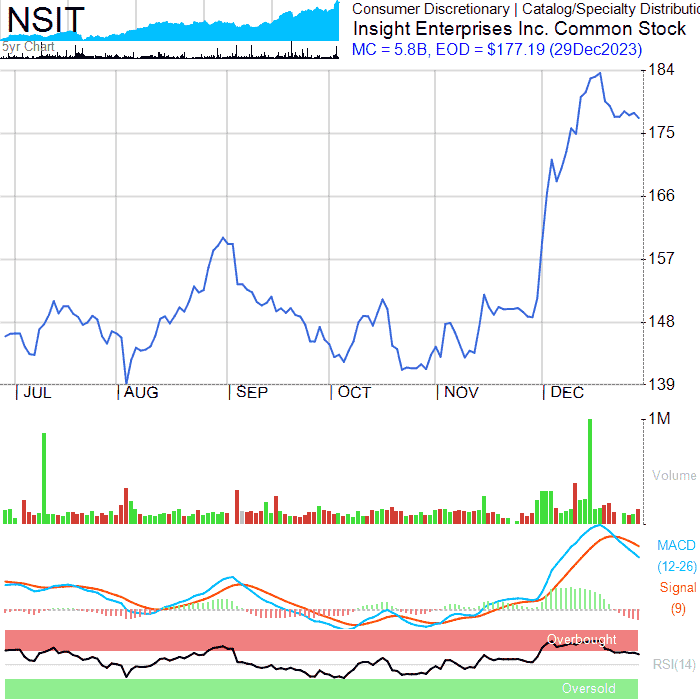 NSIT
Consumer Discretionary | Catalog/Specialty Distributio
Insight Enterprises Inc. Common Stock
5yr Chart
MC = 5.8B, EOD = $177.19 (29Dec2023)
184
175
166
157
148
139
JUL AUG SEP OCT NOV DEC
1M
Volume
MACD
(12-26)
Signal
(9)
Overbought
RSI(14)
Oversold